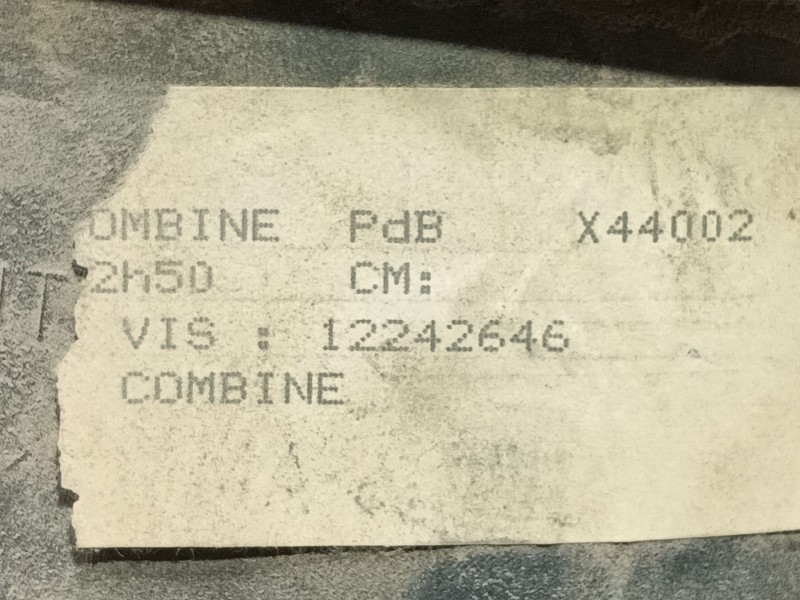 OMBINE PdB X44002
2h50 CM:
VIS : 12242646
COMBINE